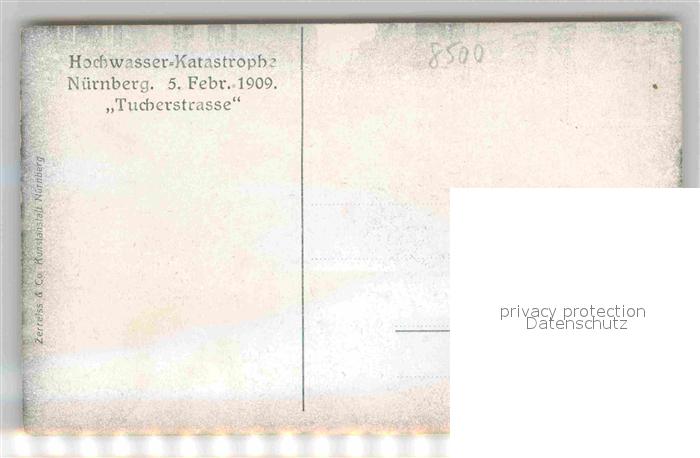 Hochwasser-Katastrophe
Nürnberg. 5. Febr. 1909.
„Tucherstrasse“
8500
Zerreiss & Co. Kunstanstalt Nürnberg
privacy protection
Datenschutz